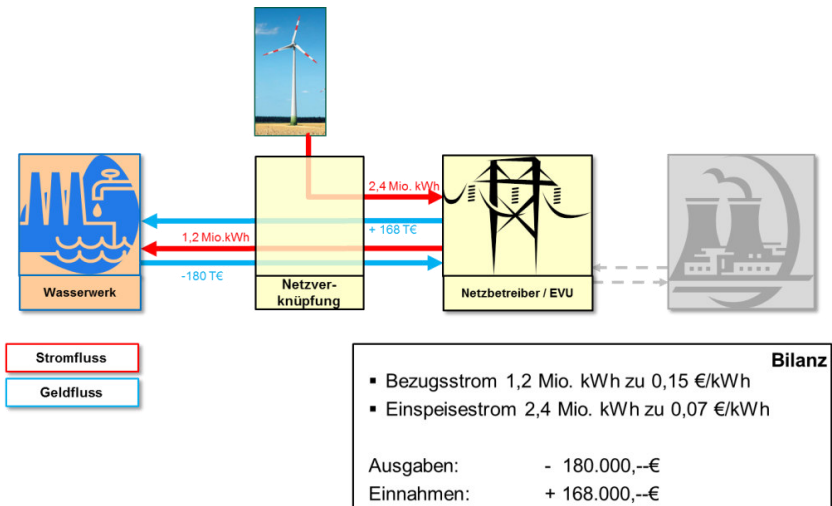 2,4 Mio. kWh
+ 168 T€
1,2 Mio.kWh
-180 T€
Wasserwerk
Netzver-
knüpfung
Netzbetreiber / EVU
Stromfluss
Geldfluss
Bilanz
▪ Bezugsstrom 1,2 Mio. kWh zu 0,15 €/kWh
▪ Einspeisestrom 2,4 Mio. kWh zu 0,07 €/kWh
Ausgaben: - 180.000,--€
Einnahmen: + 168.000,--€